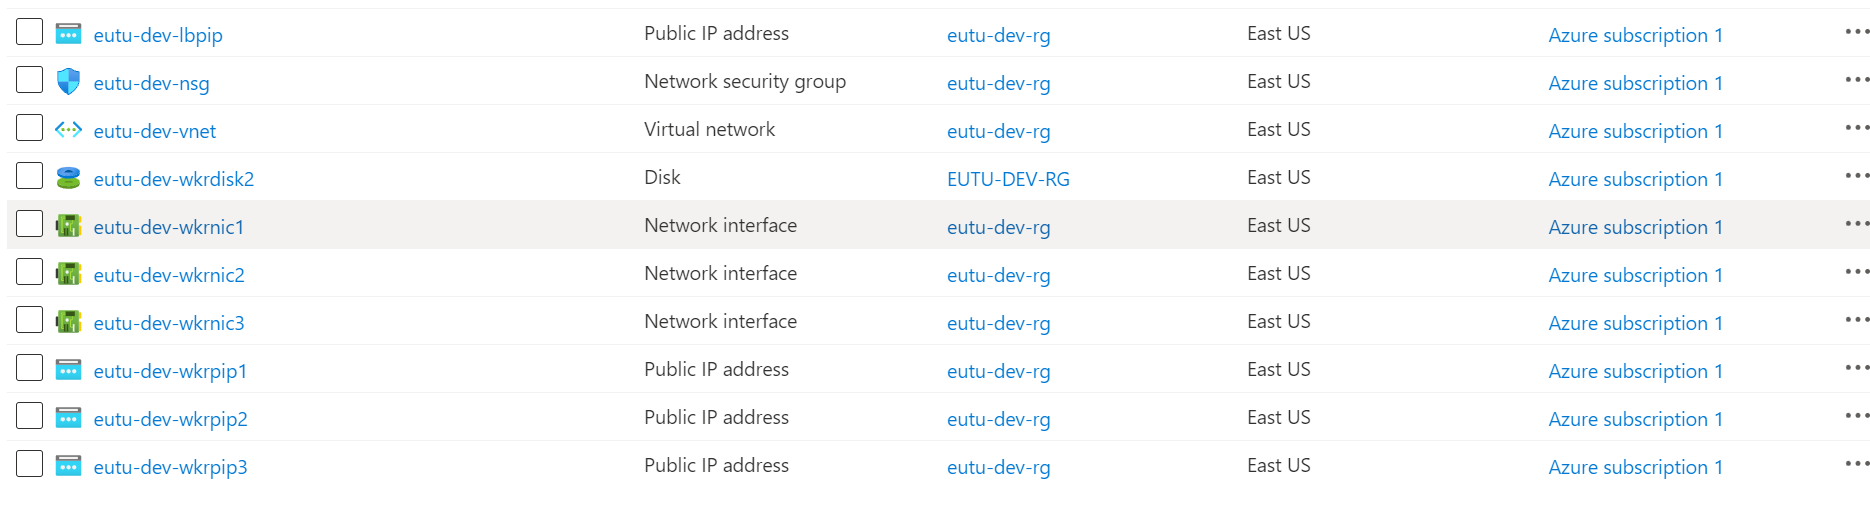 eutu-dev-lbpip Public IP address eutu-dev-rg East US Azure subscription 1
eutu-dev-nsg Network security group eutu-dev-rg East US Azure subscription 1
eutu-dev-vnet Virtual network eutu-dev-rg East US Azure subscription 1
eutu-dev-wkrdisk2 Disk EUTU-DEV-RG East US Azure subscription 1
eutu-dev-wkrnic1 Network interface eutu-dev-rg East US Azure subscription 1
eutu-dev-wkrnic2 Network interface eutu-dev-rg East US Azure subscription 1
eutu-dev-wkrnic3 Network interface eutu-dev-rg East US Azure subscription 1
eutu-dev-wkrpip1 Public IP address eutu-dev-rg East US Azure subscription 1
eutu-dev-wkrpip2 Public IP address eutu-dev-rg East US Azure subscription 1
eutu-dev-wkrpip3 Public IP address eutu-dev-rg East US Azure subscription 1